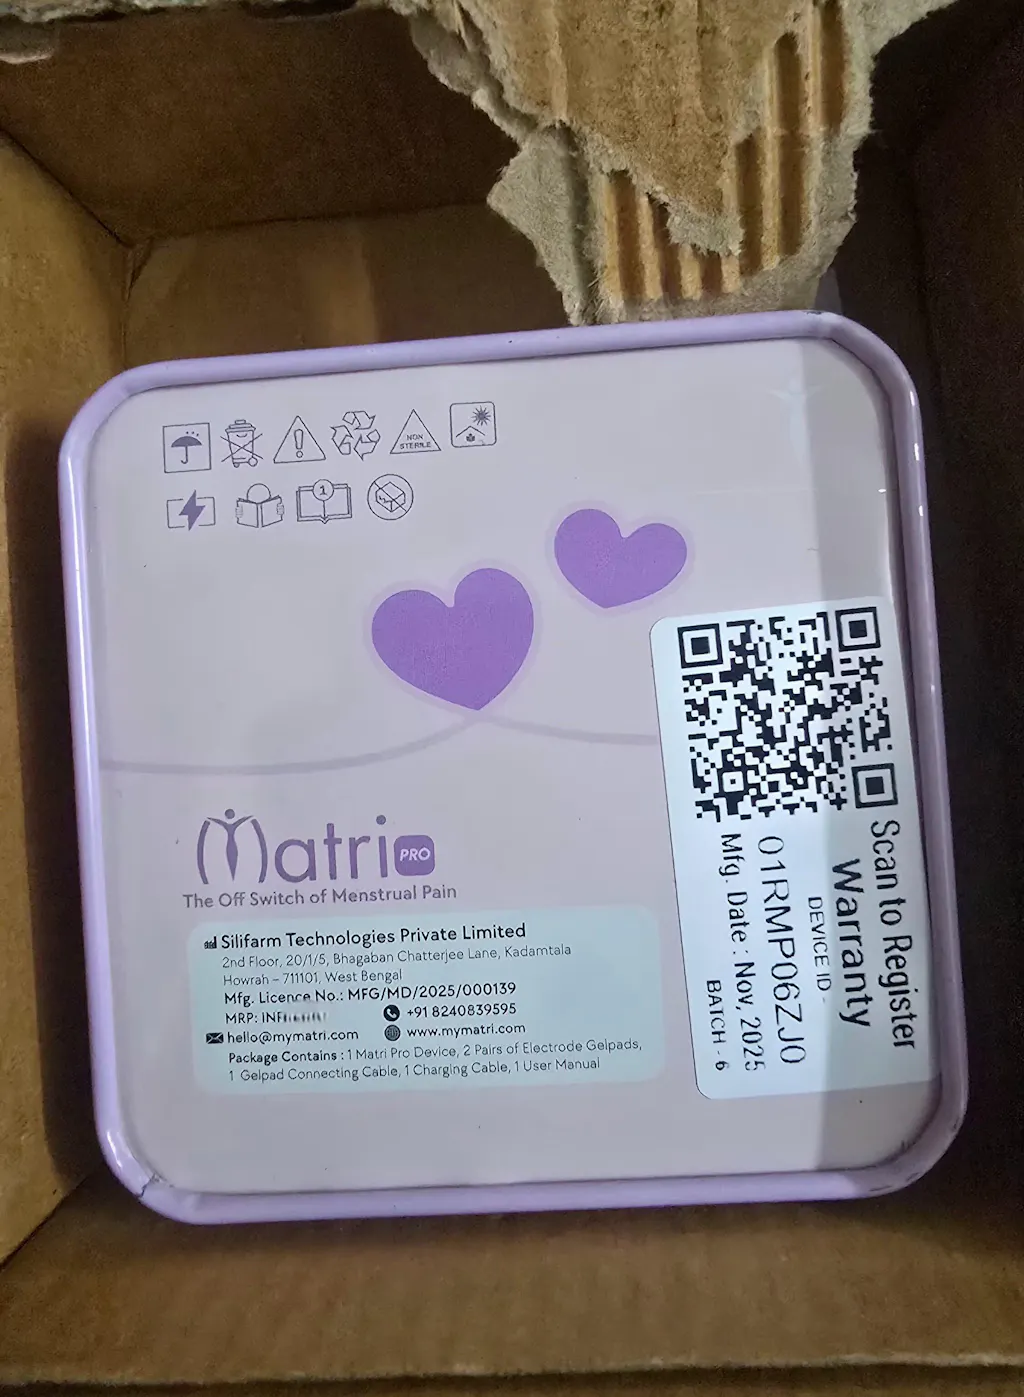 NON
STERILE
1
Matri PRO
The Off Switch of Menstrual Pain
Silifarm Technologies Private Limited
2nd Floor, 20/1/5, Bhagaban Chatterjee Lane, Kadamtala
Howrah – 711101, West Bengal
Mfg. Licence No.: MFG/MD/2025/000139
MRP:
+91 8240839595
hello@mymatri.com
www.mymatri.com
Package Contains : 1 Matri Pro Device, 2 Pairs of Electrode Gelpads,
1 Gelpad Connecting Cable, 1 Charging Cable, 1 User Manual
Scan to Register
Warranty
DEVICE ID -
01RMP06ZJ0
Mfg. Date : Nov, 2025
BATCH - 6